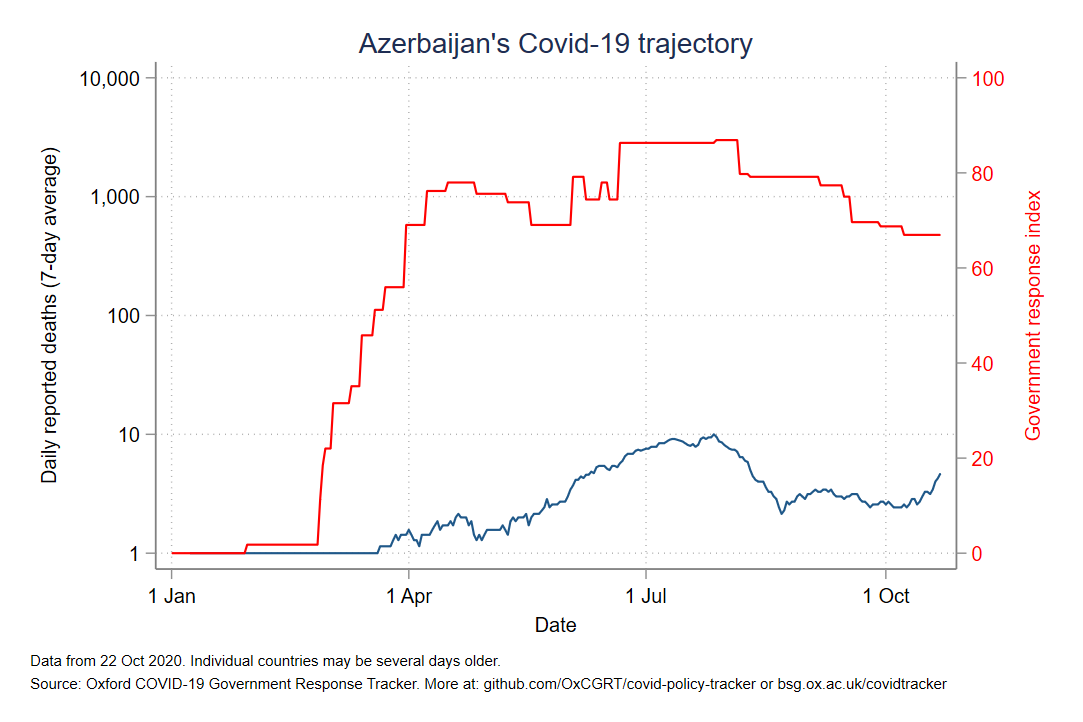 Azerbaijan's Covid-19 trajectory
10,000
1,000
100
10
1
Daily reported deaths (7-day average)
100
80
60
40
20
0
Government response index
1 Jan
1 Apr
1 Jul
1 Oct
Date
Data from 22 Oct 2020. Individual countries may be several days older.
Source: Oxford COVID-19 Government Response Tracker. More at: github.com/OxCGRT/covid-policy-tracker or bsg.ox.ac.uk/covidtracker